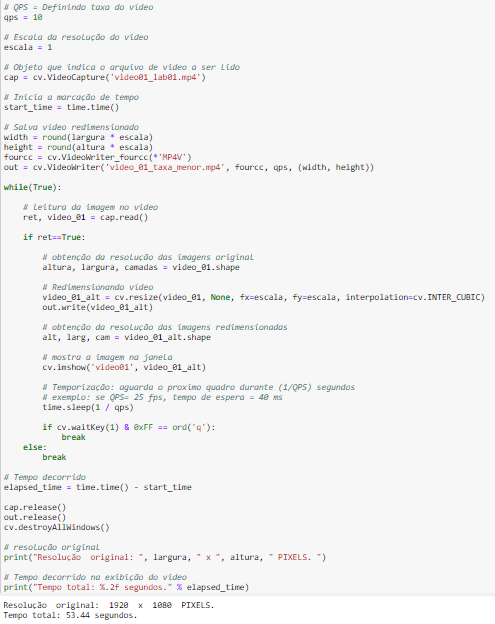 # QPS = Definindo taxa do video
qps = 10
# Escala da resolução do video
escala = 1
# Objeto que indica o arquivo de video a ser lido
cap = cv.VideoCapture('video01_lab01.mp4')
# Inicia a marcação de tempo
start_time = time.time()
# Salva video redimensionado
width = round(largura * escala)
height = round(altura * escala)
fourcc = cv.VideoWriter_fourcc(*'MP4V')
out = cv.VideoWriter('video_01_taxa_menor.mp4', fourcc, qps, (width, height))
while(True):
# leitura da imagem no video
ret, video_01 = cap.read()
if ret==True:
# obtenção da resolução das imagens original
altura, largura, camadas = video_01.shape
# Redimensionando video
video_01_alt = cv.resize(video_01, None, fx=escala, fy=escala, interpolation=cv.INTER_CUBIC)
out.write(video_01_alt)
# obtenção da resolução das imagens redimensionadas
alt, larg, cam = video_01_alt.shape
# mostra a imagem na janela
cv.imshow('video01', video_01_alt)
# Temporização: aguarda o proximo quadro durante (1/QPS) segundos
# exemplo: se QPS= 25 fps, tempo de espera = 40 ms
time.sleep(1 / qps)
if cv.waitKey(1) & 0xFF == ord('q'):
break
else:
break
# Tempo decorrido
elapsed_time = time.time() - start_time
cap.release()
out.release()
cv.destroyAllWindows()
# resolução original
print("Resolução  original: ", largura, " x ", altura, " PIXELS. ")
# Tempo decorrido na exibição do video
print("Tempo total: %.2f segundos." % elapsed_time)
Resolução  original:  1920  x  1080  PIXELS.
Tempo total: 53.44 segundos.